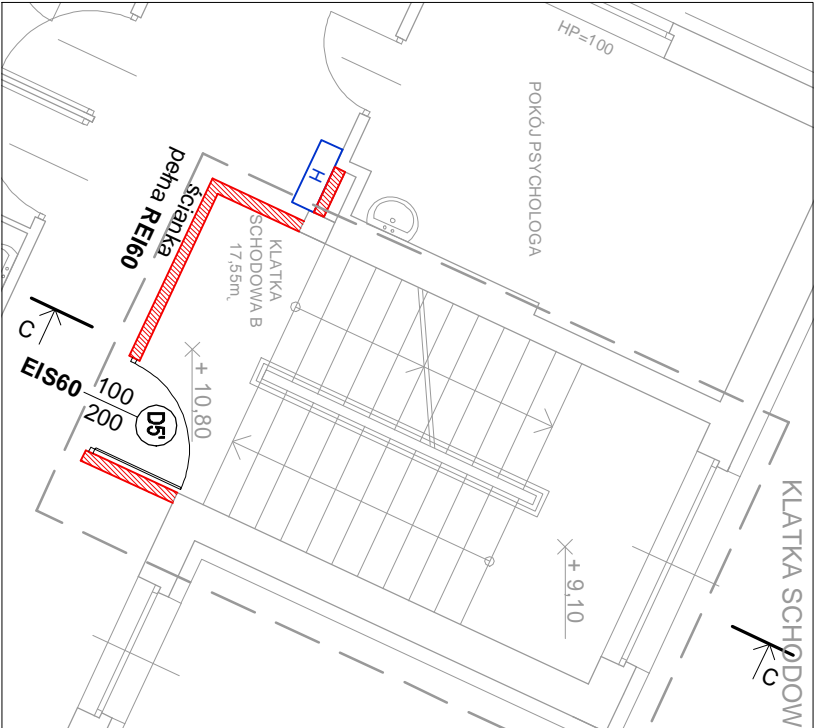 HP=100
POKÓJ PSYCHOLOGA
H
ścianka
pełna REI60
KLATKA
SCHODOWA B
17,55m
C
EIS60
100
200
D5'
+ 10,80
+ 9,10
KLATKA SCHODOW
C